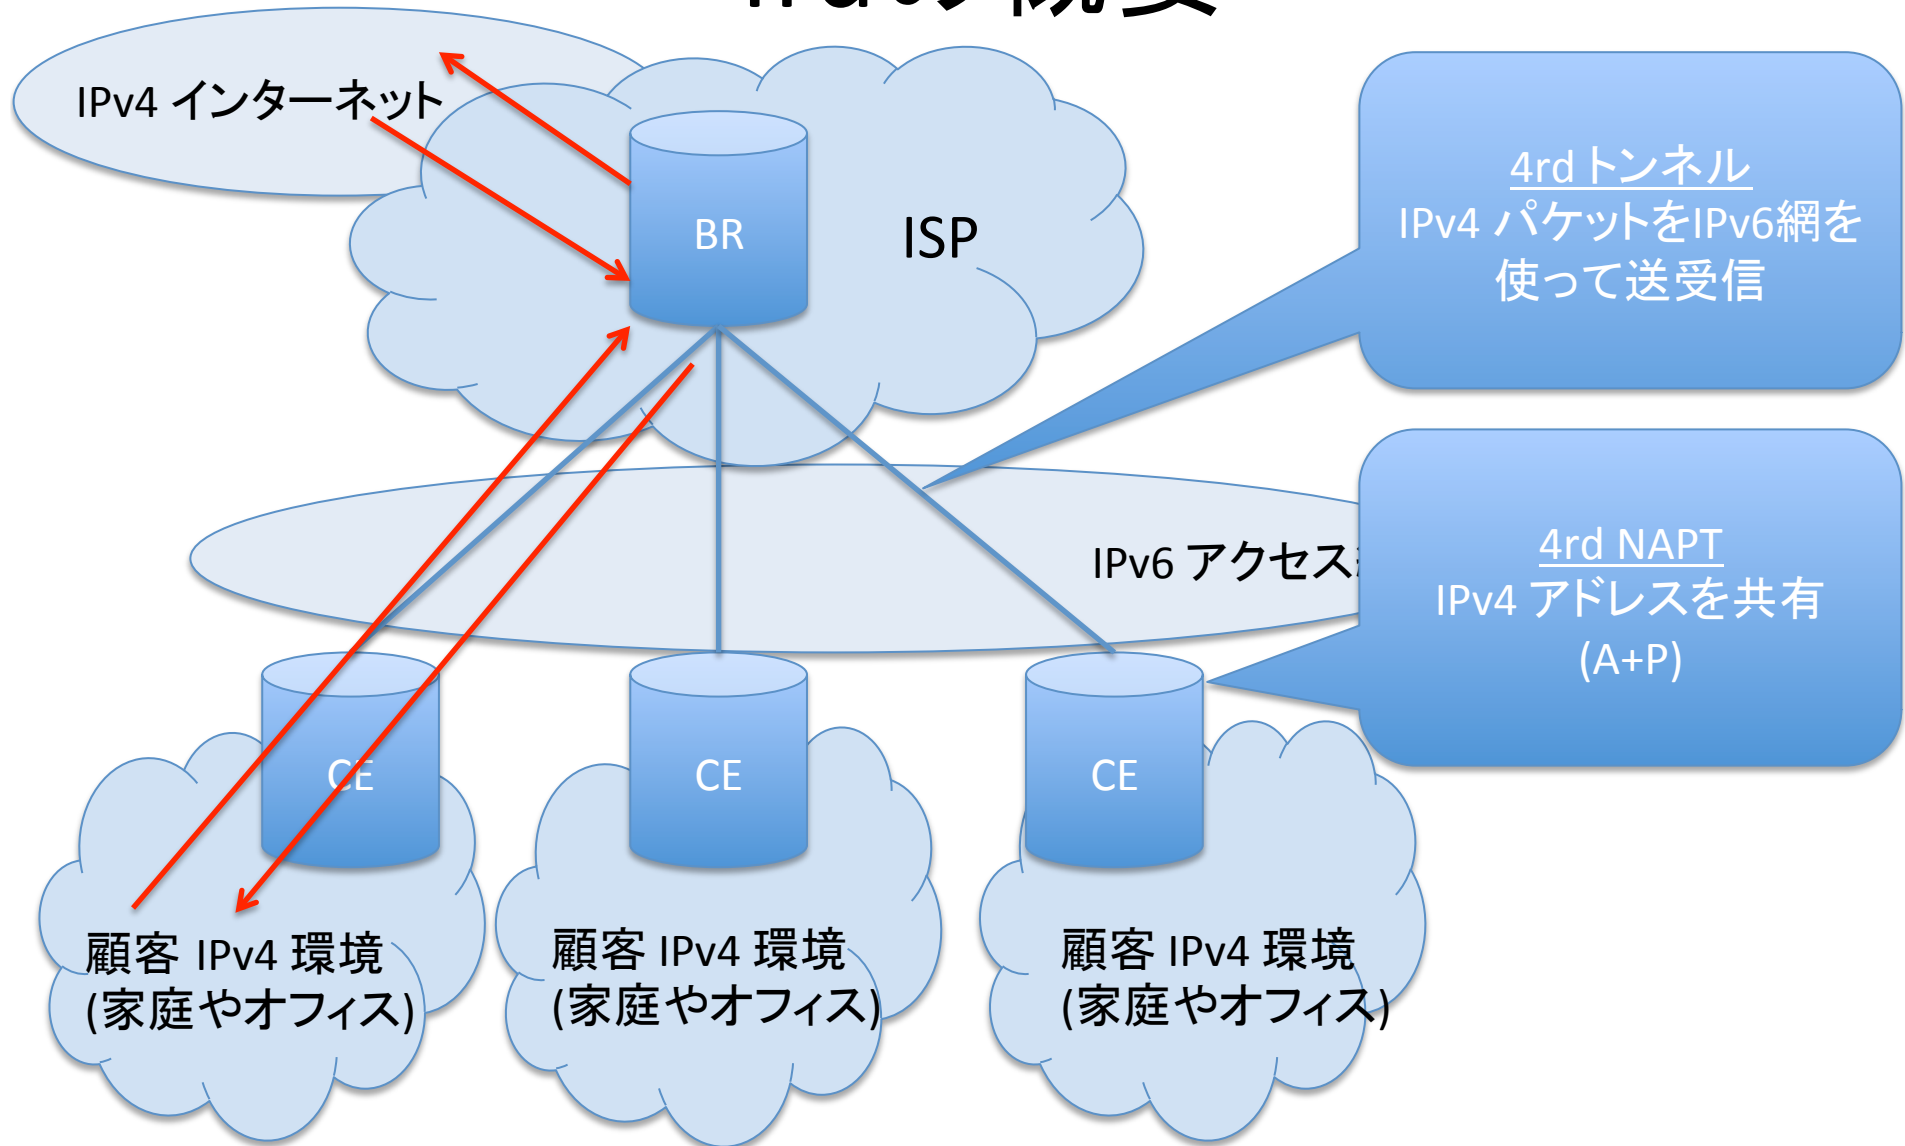 IPv4 インターネット
BR
ISP
4rd トンネル
IPv4 パケットをIPv6網を
使って送受信
IPv6 アクセス
4rd NAPT
IPv4 アドレスを共有
(A+P)
CE
CE
CE
顧客 IPv4 環境
(家庭やオフィス)
顧客 IPv4 環境
(家庭やオフィス)
顧客 IPv4 環境
(家庭やオフィス)